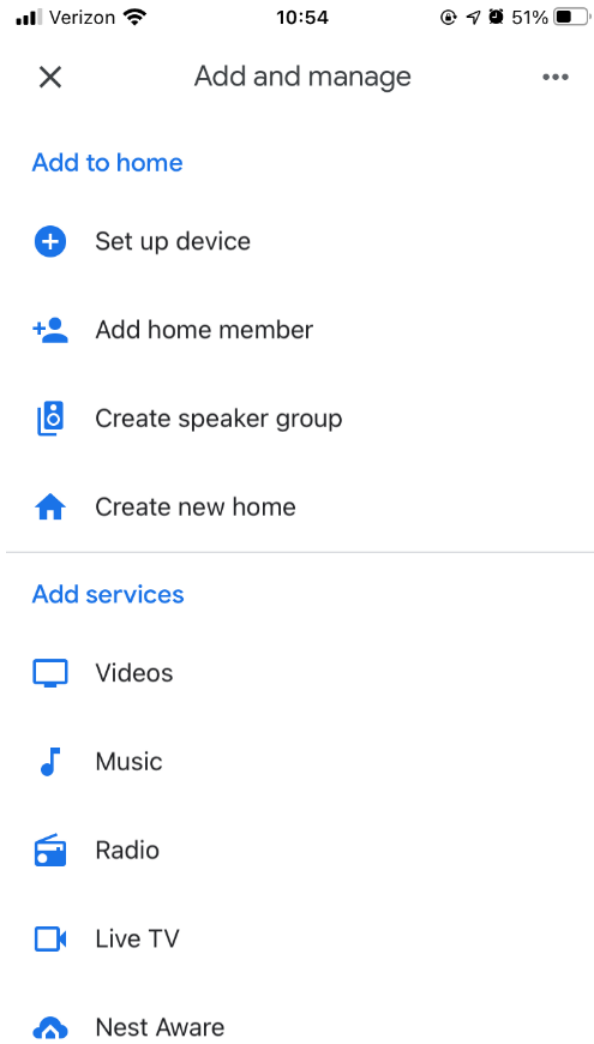 Verizon 10:54 51%
Add and manage
Add to home
Set up device
Add home member
Create speaker group
Create new home
Add services
Videos
Music
Radio
Live TV
Nest Aware